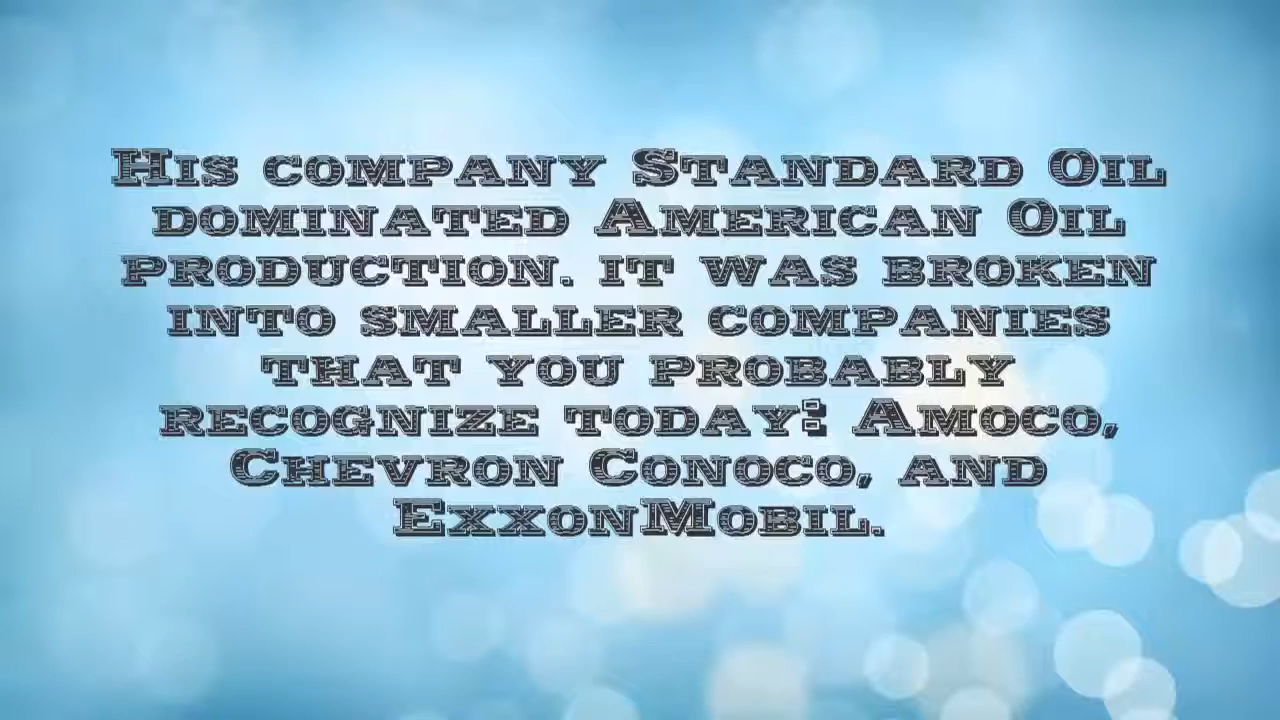 His company Standard Oil
dominated American Oil
production. it was broken
into smaller companies
that you probably
recognize today: Amoco,
Chevron Conoco, and
ExxonMobil.